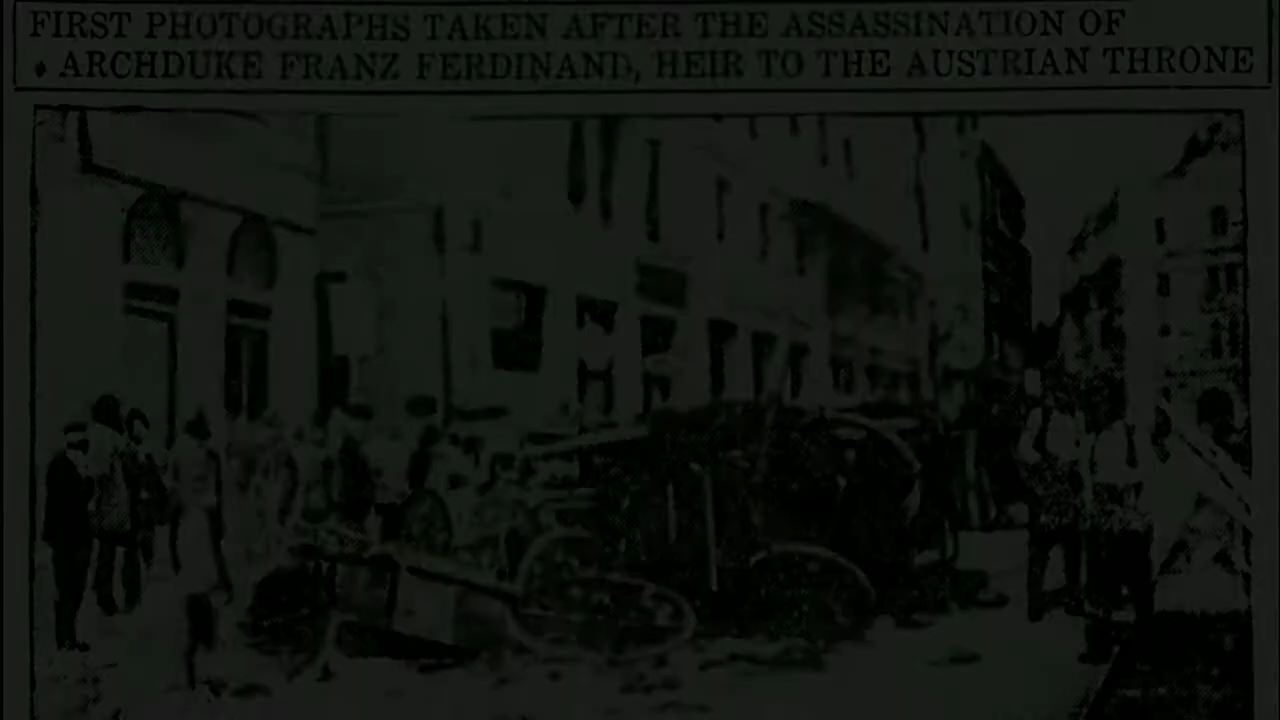 FIRST PHOTOGRAPHS TAKEN AFTER THE ASSASSINATION OF
ARCHDUKE FRANZ FERDINAND, HEIR TO THE AUSTRIAN THRONE